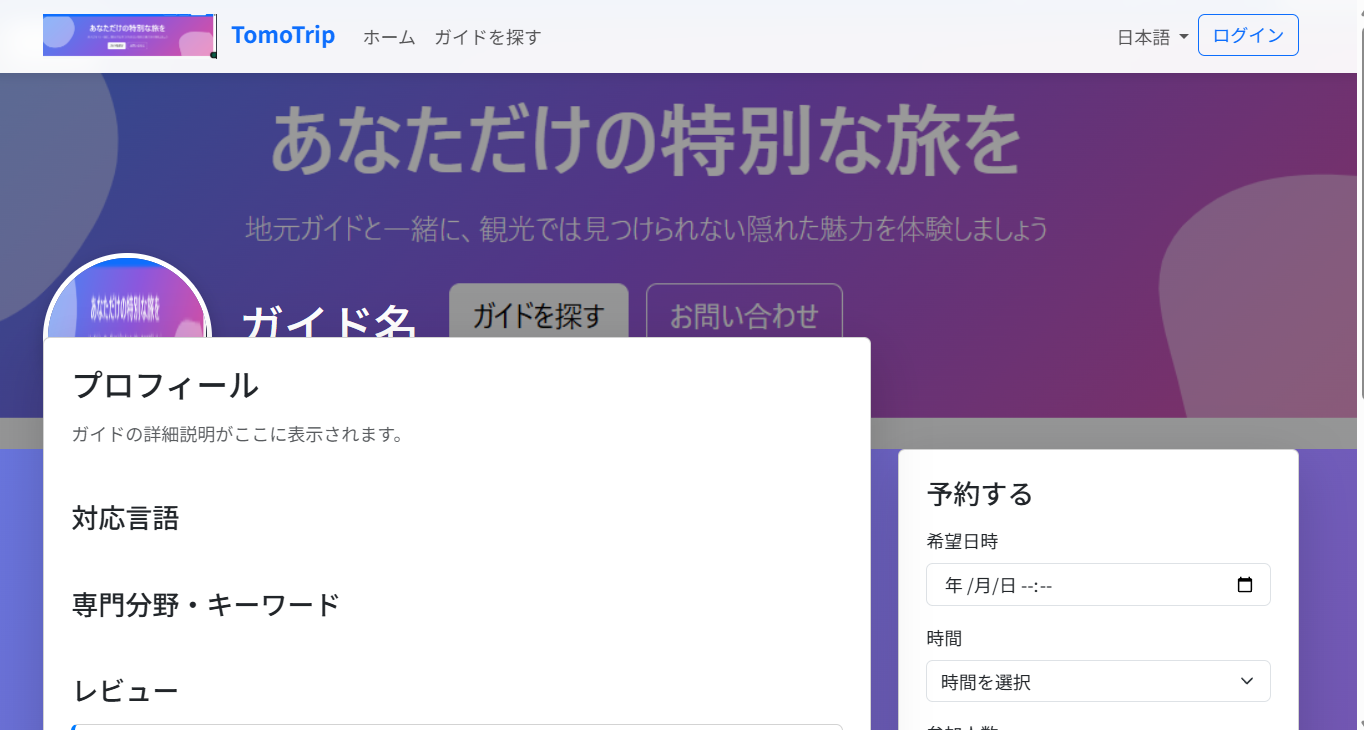 あなただけの特別な旅を
TomoTrip
ホーム
ガイドを探す
日本語
ログイン
あなただけの特別な旅を
地元ガイドと一緒に、観光では見つけられない隠れた魅力を体験しましょう
あなただけの特別な旅を
ガイド名
ガイドを探す
お問い合わせ
プロフィール
ガイドの詳細説明がここに表示されます。
対応言語
専門分野・キーワード
レビュー
予約する
希望日時
年 /月/日 --:--
時間
時間を選択
参加人数